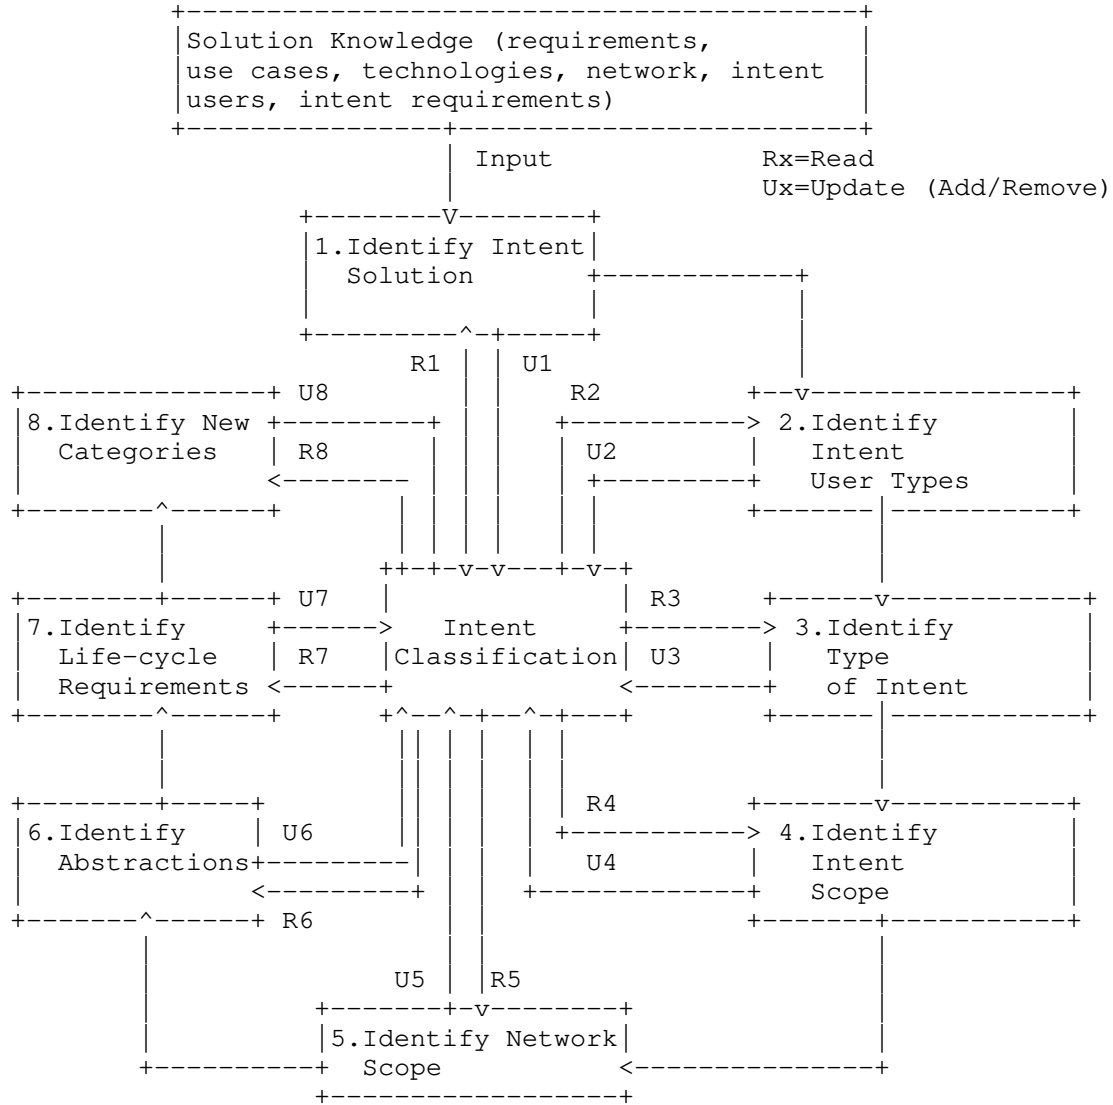 Solution Knowledge (requirements,
use cases, technologies, network, intent
users, intent requirements)
Input
Rx=Read
Ux=Update (Add/Remove)
1.Identify Intent
Solution
R1
U1
U8
R2
8.Identify New
Categories
R8
U2
2.Identify
Intent
User Types
U7
R3
7.Identify
Life-cycle
Requirements
R7
Intent
Classification
U3
3.Identify
Type
of Intent
R4
6.Identify
Abstractions
U6
R6
U4
4.Identify
Intent
Scope
U5
R5
5.Identify Network
Scope